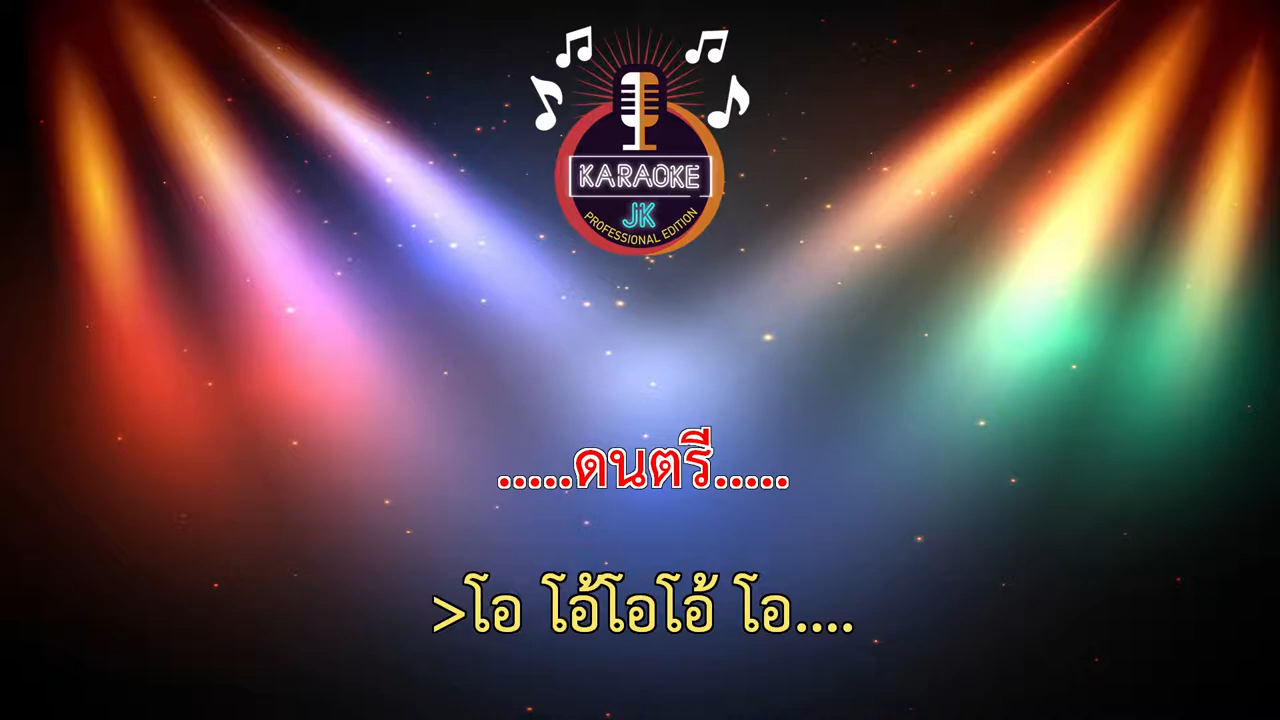 KARAOKE
JK
PROFESSIONAL EDITION
.....ดนตรี.....
>โอ โอ้โอโอ้ โอ....